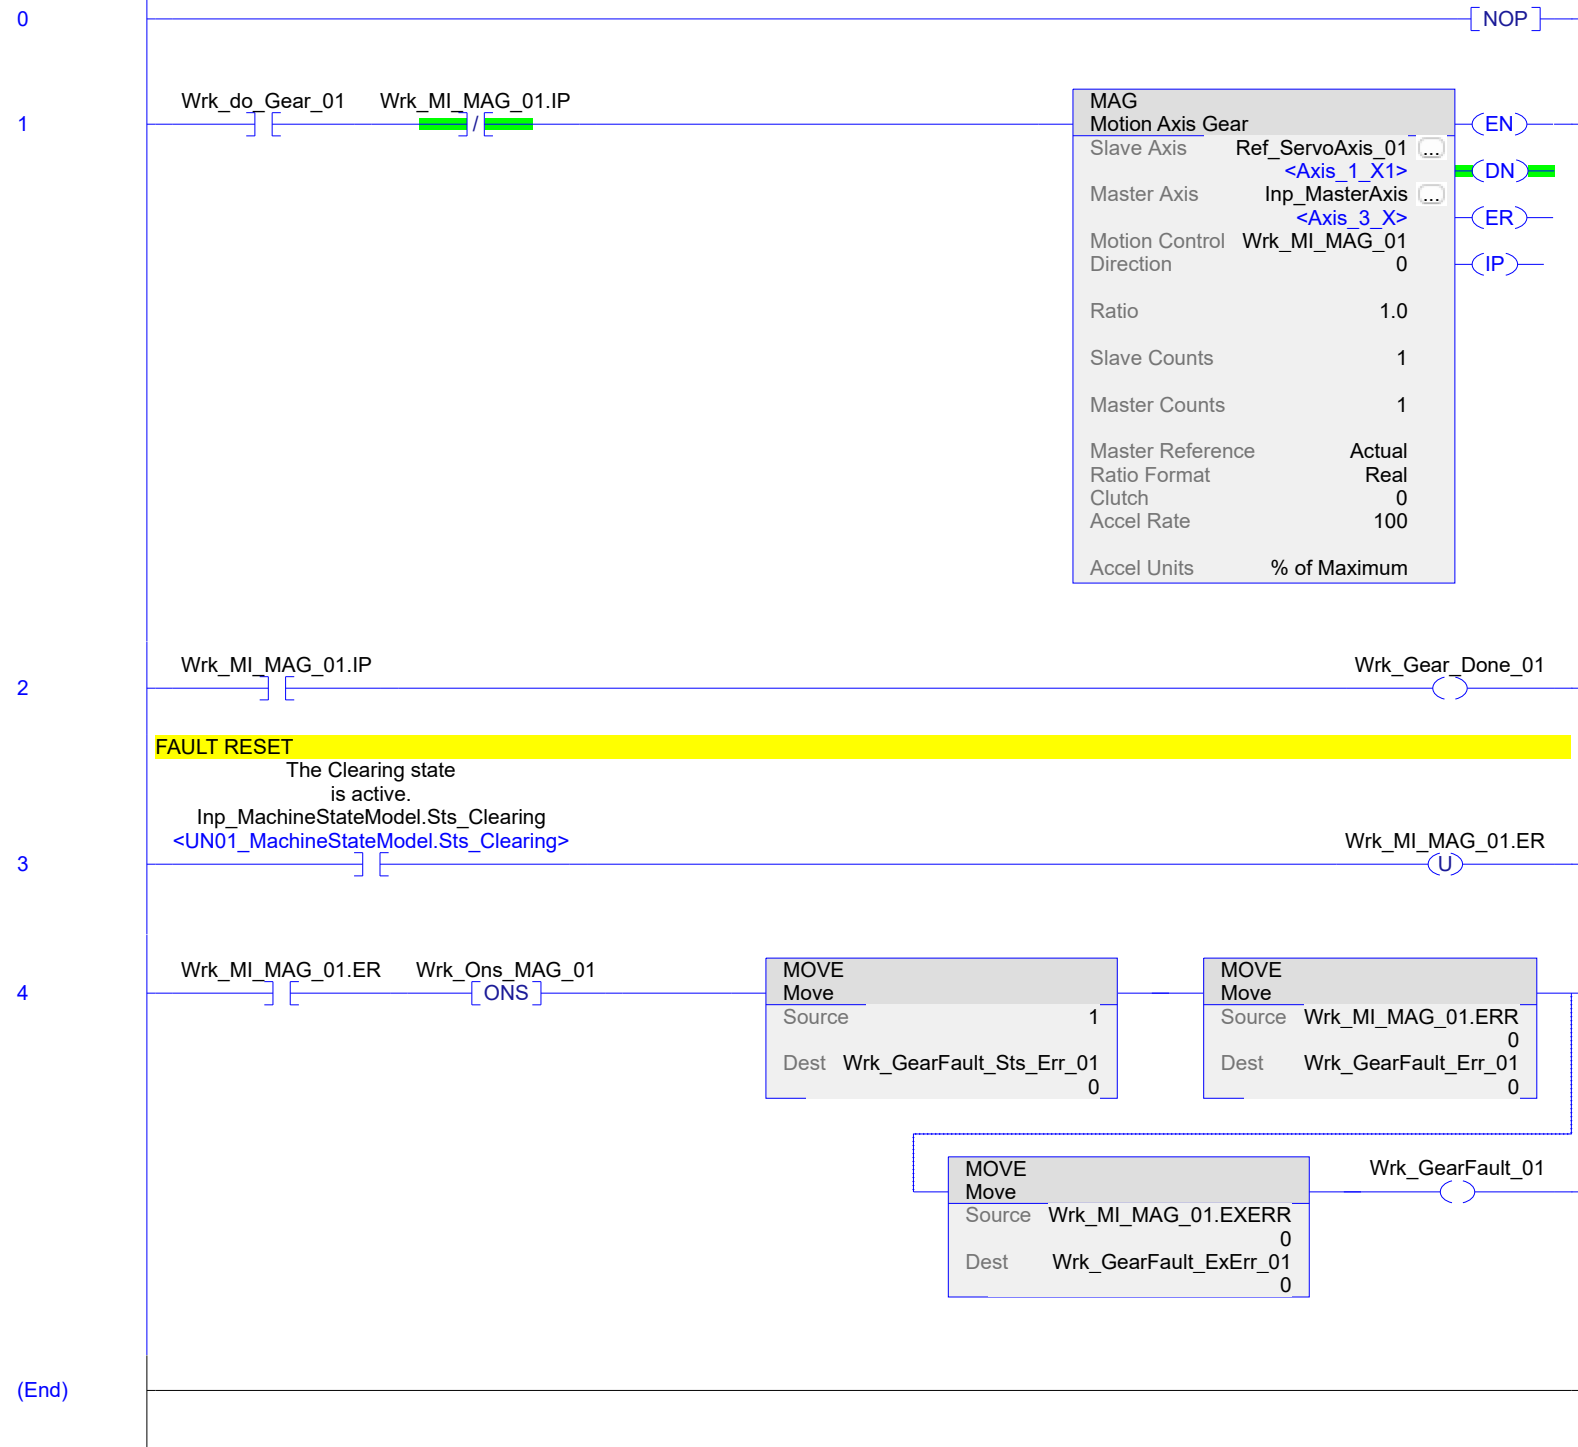 0
[NOP]
Wrk_do_Gear_01 Wrk_MI_MAG_01.IP
1
/
MAG
Motion Axis Gear
Slave Axis Ref_ServoAxis_01 ...
<Axis_1_X1>
Master Axis Inp_MasterAxis ...
<Axis_3_X>
Motion Control Wrk_MI_MAG_01
Direction 0
Ratio 1.0
Slave Counts 1
Master Counts 1
Master Reference Actual
Ratio Format Real
Clutch 0
Accel Rate 100
Accel Units % of Maximum
(EN)
(DN)
(ER)
(IP)
Wrk_MI_MAG_01.IP Wrk_Gear_Done_01
2
FAULT RESET
The Clearing state
is active.
Inp_MachineStateModel.Sts_Clearing
<UN01_MachineStateModel.Sts_Clearing> Wrk_MI_MAG_01.ER
3 (U)
Wrk_MI_MAG_01.ER Wrk_Ons_MAG_01
4 [ONS]
MOVE
Move
Source 1
Dest Wrk_GearFault_Sts_Err_01
0
MOVE
Move
Source Wrk_MI_MAG_01.ERR
0
Dest Wrk_GearFault_Err_01
0
MOVE
Move
Source Wrk_MI_MAG_01.EXERR
0
Dest Wrk_GearFault_ExErr_01
0
Wrk_GearFault_01
(End)